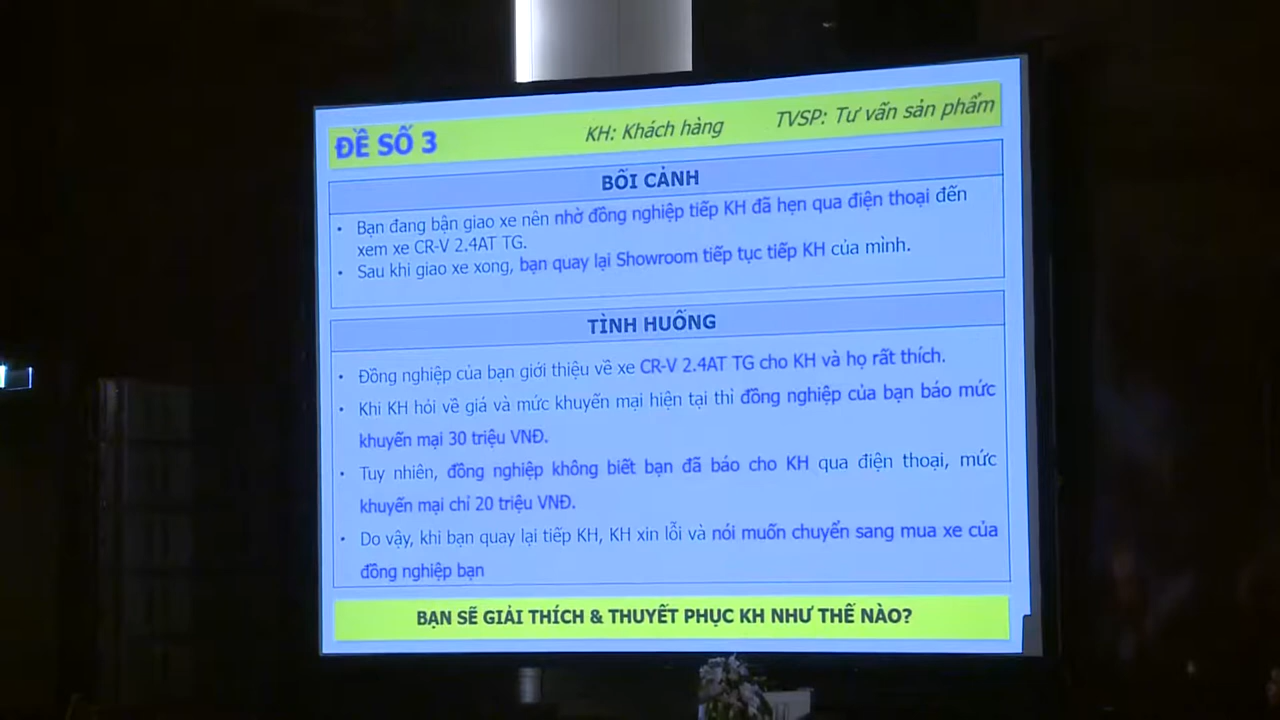 ĐỀ SỐ 3
KH: Khách hàng
TVSP: Tư vấn sản phẩm
BỐI CẢNH
• Bạn đang bận giao xe nên nhờ đồng nghiệp tiếp KH đã hẹn qua điện thoại đến
xem xe CR-V 2.4AT TG.
• Sau khi giao xe xong, bạn quay lại Showroom tiếp tục tiếp KH của mình.
TÌNH HUỐNG
• Đồng nghiệp của bạn giới thiệu về xe CR-V 2.4AT TG cho KH và họ rất thích.
• Khi KH hỏi về giá và mức khuyến mại hiện tại thì đồng nghiệp của bạn báo mức
khuyến mại 30 triệu VNĐ.
• Tuy nhiên, đồng nghiệp không biết bạn đã báo cho KH qua điện thoại, mức
khuyến mại chỉ 20 triệu VNĐ.
• Do vậy, khi bạn quay lại tiếp KH, KH xin lỗi và nói muốn chuyển sang mua xe của
đồng nghiệp bạn
BẠN SẼ GIẢI THÍCH & THUYẾT PHỤC KH NHƯ THẾ NÀO?